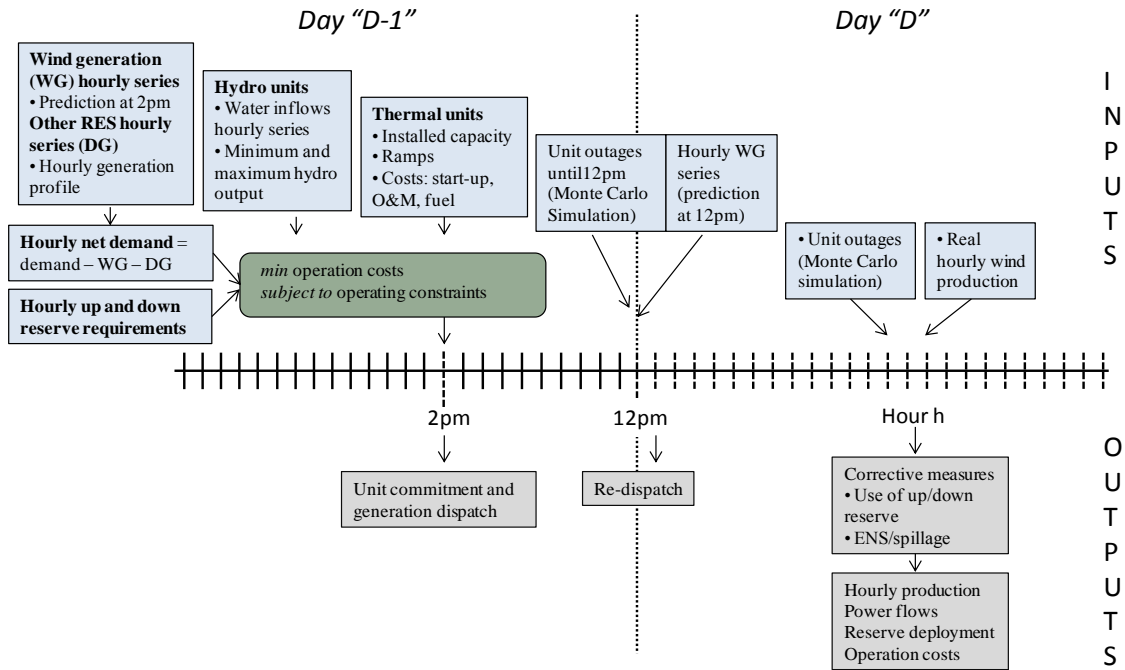 Day “D-1”
Day “D”
Wind generation
(WG) hourly series
• Prediction at 2pm
Other RES hourly
series (DG)
• Hourly generation
profile
Hydro units
• Water inflows
hourly series
• Minimum and
maximum hydro
output
Thermal units
• Installed capacity
• Ramps
• Costs: start-up,
O&M, fuel
Unit outages
until12pm
(Monte Carlo
Simulation)
Hourly WG
series
(prediction
at 12pm)
• Unit outages
(Monte Carlo
simulation)
• Real
hourly wind
production
I
N
P
U
T
S
Hourly net demand =
demand – WG – DG
Hourly up and down
reserve requirements
min operation costs
subject to operating constraints
2pm
12pm
Hour h
Unit commitment and
generation dispatch
Re-dispatch
Corrective measures
• Use of up/down
reserve
• ENS/spillage
Hourly production
Power flows
Reserve deployment
Operation costs
O
U
T
P
U
T
S